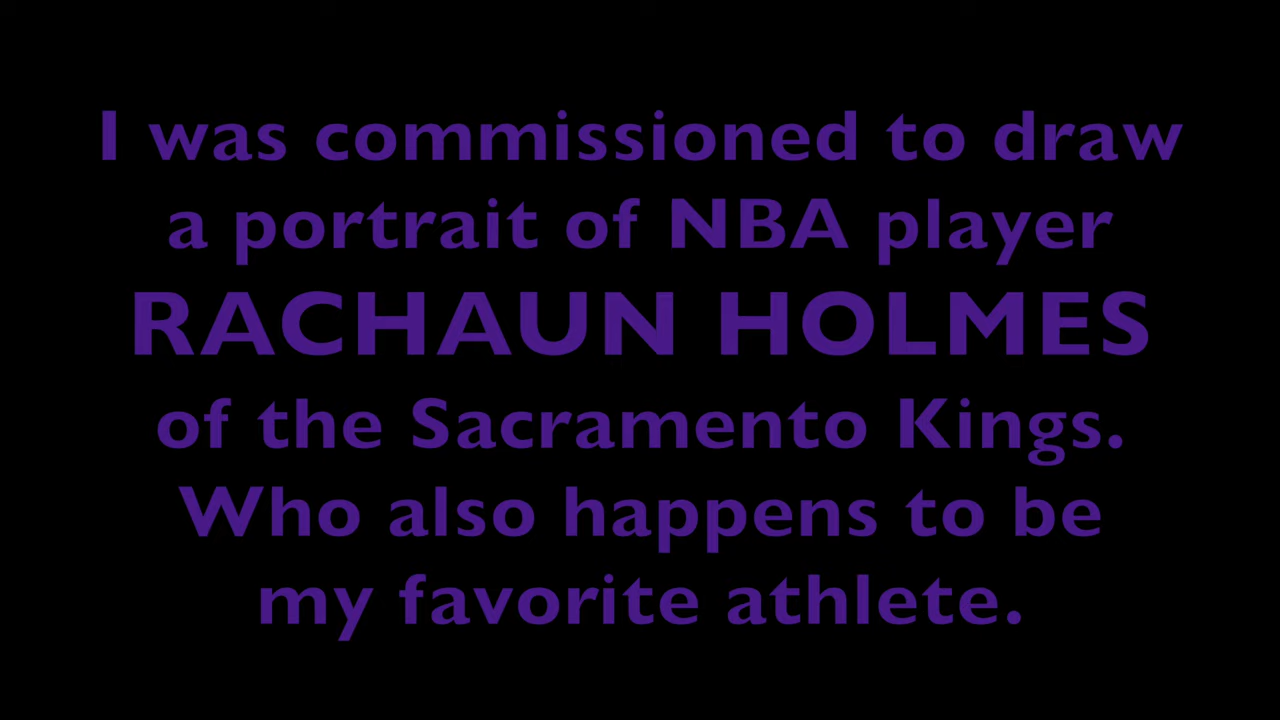 I was commissioned to draw
a portrait of NBA player
RACHAUN HOLMES
of the Sacramento Kings.
Who also happens to be
my favorite athlete.